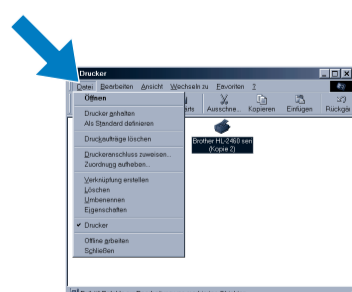 Drucker
Datei Bearbeiten Ansicht Wechseln zu Favoriten ?
Ausschne... Kopieren Einfügen Rückgä
Öffnen
Drucker anhalten
Als Standard definieren
Druckaufträge löschen
Druckeranschluss zuweisen...
Zuordnung aufheben...
Verknüpfung erstellen
Löschen
Umbenennen
Eigenschaften
Drucker
Offline arbeiten
Schließen
Brother HL-2460 seri
(Kopie 2)